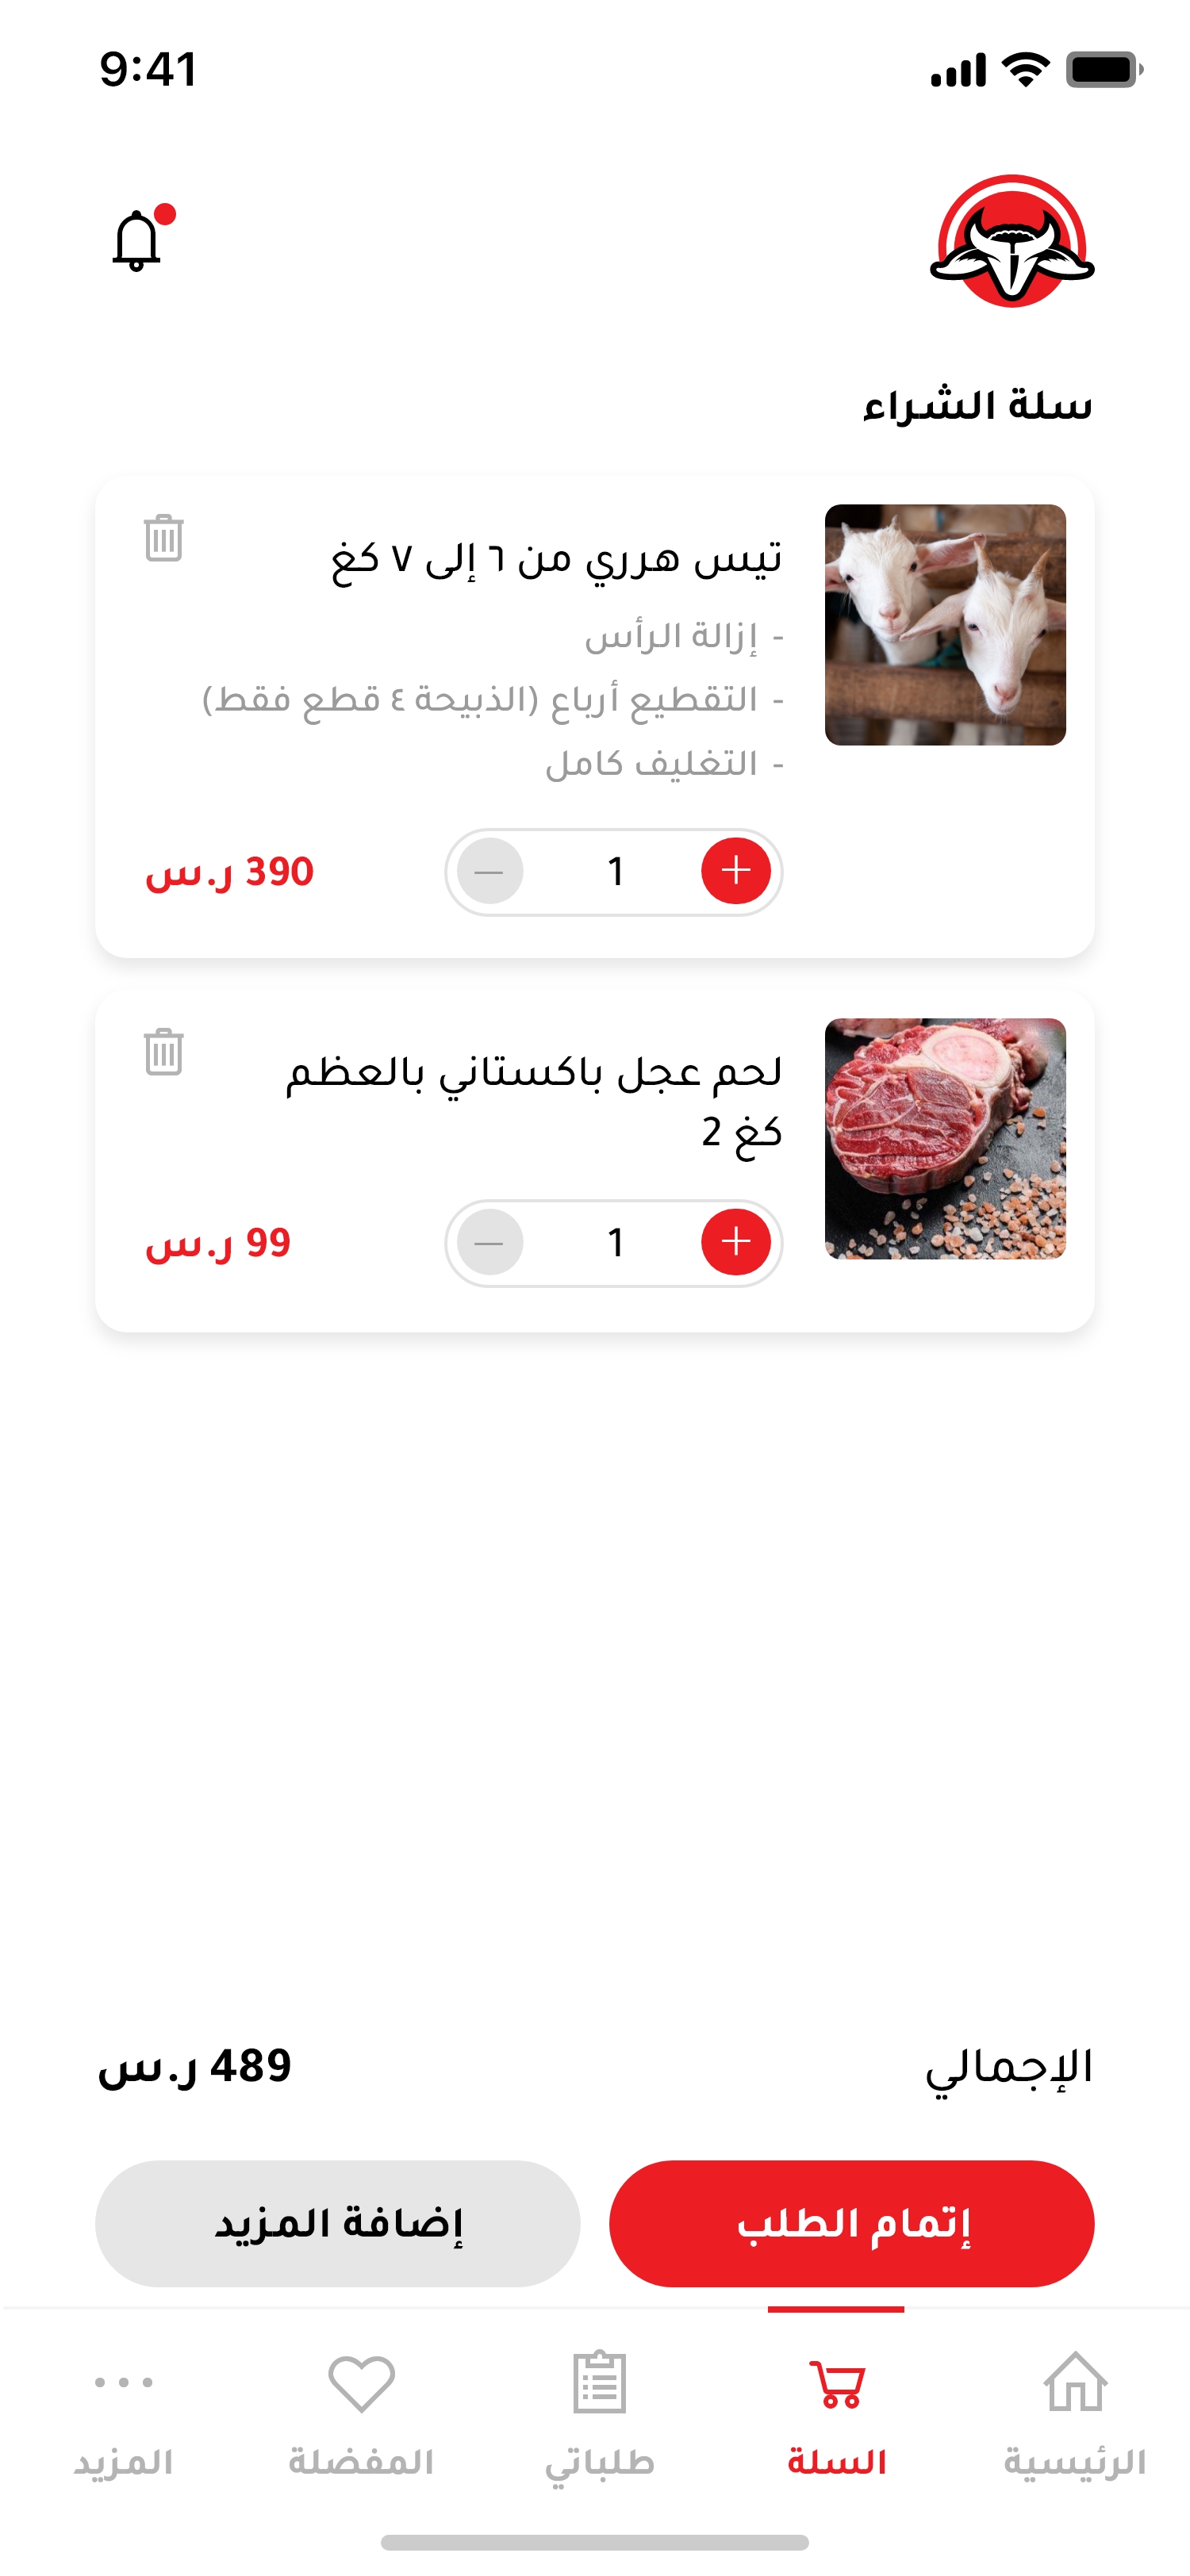 9:41
سلة الشراء
تيس هرري من ٦ إلى ٧ كغ
- إزالة الرأس
- التقطيع أرباع (الذبيحة ٤ قطع فقط)
- التغليف كامل
1
390 ر.س
لحم عجل باكستاني بالعظم
2 كغ
1
99 ر.س
الإجمالي
489 ر.س
إتمام الطلب
إضافة المزيد
الرئيسية
السلة
طلباتي
المفضلة
المزيد